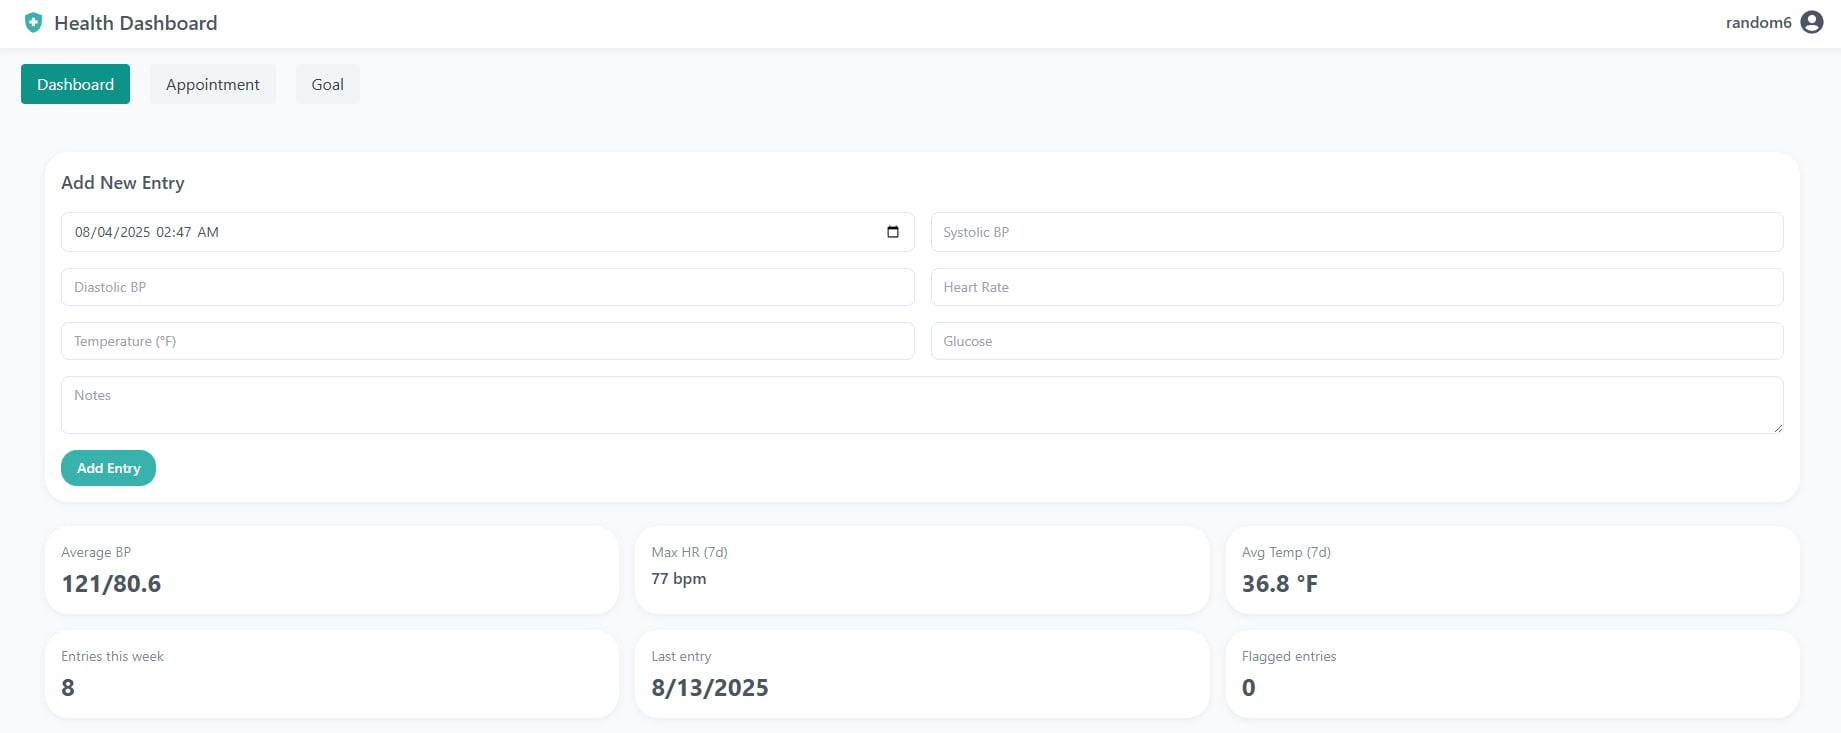 Health Dashboard
random6
Dashboard
Appointment
Goal
Add New Entry
08/04/2025 02:47 AM
Systolic BP
Diastolic BP
Heart Rate
Temperature (°F)
Glucose
Notes
Add Entry
Average BP
121/80.6
Max HR (7d)
77 bpm
Avg Temp (7d)
36.8 °F
Entries this week
8
Last entry
8/13/2025
Flagged entries
0